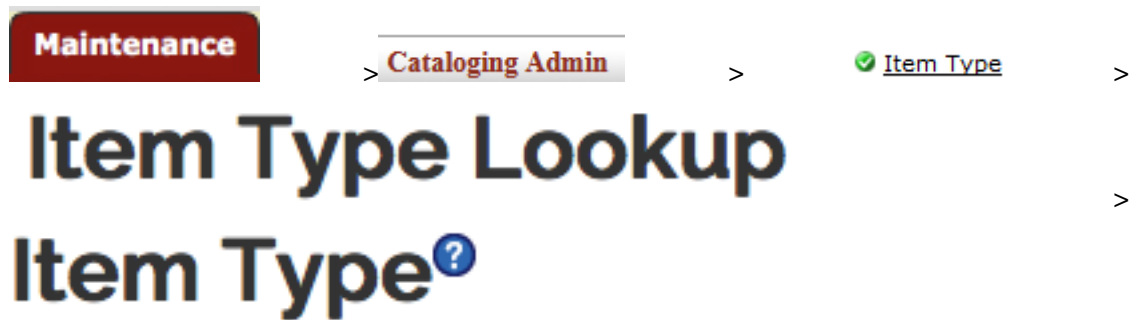 Maintenance > Cataloging Admin > Item Type >
Item Type Lookup >
Item Type?